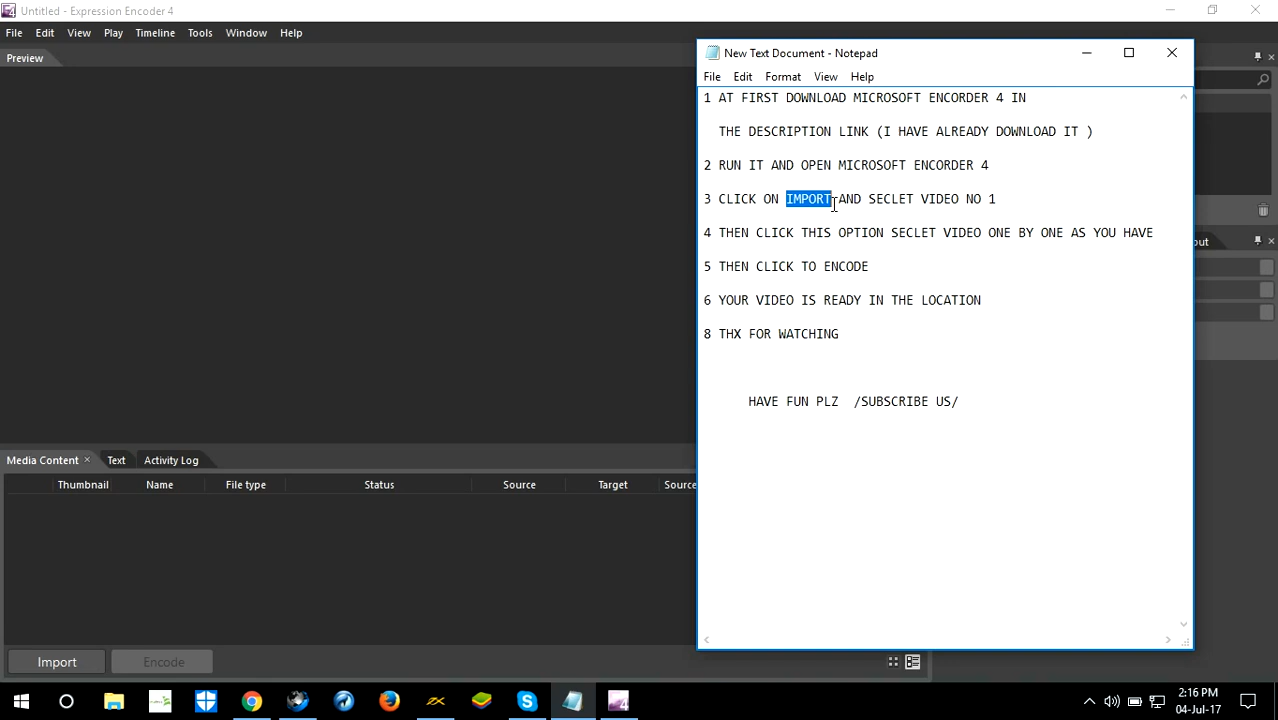 Untitled - Expression Encoder 4
File Edit View Play Timeline Tools Window Help
Preview
New Text Document - Notepad
File Edit Format View Help
1 AT FIRST DOWNLOAD MICROSOFT ENCORDER 4 IN
THE DESCRIPTION LINK (I HAVE ALREADY DOWNLOAD IT )
2 RUN IT AND OPEN MICROSOFT ENCORDER 4
3 CLICK ON IMPORT AND SECLET VIDEO NO 1
4 THEN CLICK THIS OPTION SECLET VIDEO ONE BY ONE AS YOU HAVE
5 THEN CLICK TO ENCODE
6 YOUR VIDEO IS READY IN THE LOCATION
8 THX FOR WATCHING
HAVE FUN PLZ /SUBSCRIBE US/
Media Content Text Activity Log
Thumbnail Name File type Status Source Target Source
Import Encode
2:16 PM
04-Jul-17